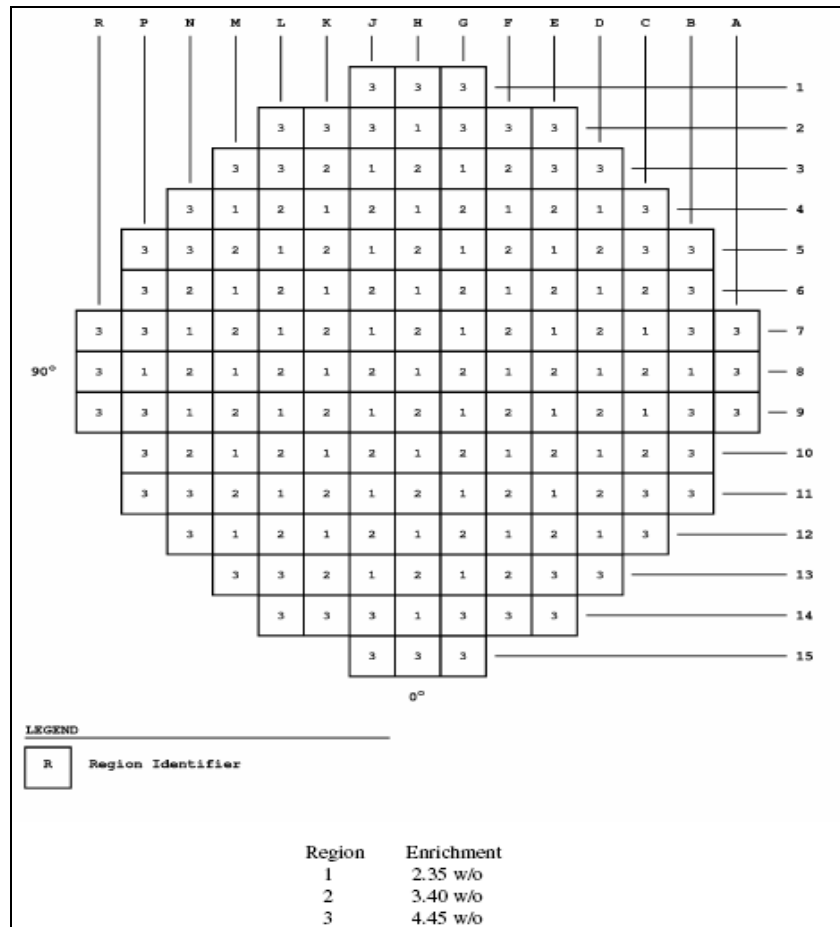 R P N M L K J H G F E D C B A
3 3 3 1
3 3 3 1 3 3 3 2
3 3 2 1 2 1 2 3 3 3
3 1 2 1 2 1 2 1 2 1 3 4
3 3 2 1 2 1 2 1 2 1 2 3 3 5
3 2 1 2 1 2 1 2 1 2 1 2 3 6
3 3 1 2 1 2 1 2 1 2 1 2 1 3 3 7
90° 3 1 2 1 2 1 2 1 2 1 2 1 2 1 3 8
3 3 1 2 1 2 1 2 1 2 1 2 1 3 3 9
3 2 1 2 1 2 1 2 1 2 1 2 3 10
3 3 2 1 2 1 2 1 2 1 2 3 3 11
3 1 2 1 2 1 2 1 2 1 3 12
3 3 2 1 2 1 2 3 3 13
3 3 3 1 3 3 3 14
3 3 3 15
0°
LEGEND
R Region Identifier
Region Enrichment
1 2.35 w/o
2 3.40 w/o
3 4.45 w/o